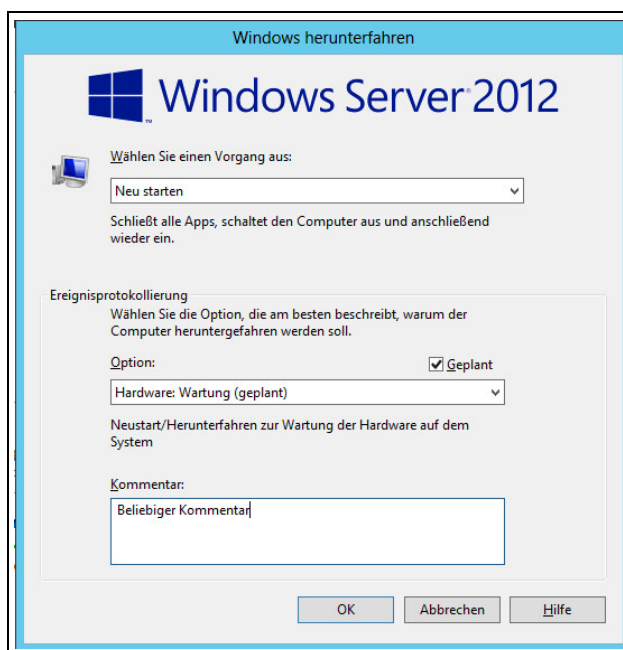 Windows herunterfahren
Windows Server 2012
Wählen Sie einen Vorgang aus:
Neu starten
Schließt alle Apps, schaltet den Computer aus und anschließend
wieder ein.
Ereignisprotokollierung
Wählen Sie die Option, die am besten beschreibt, warum der
Computer heruntergefahren werden soll.
Option:
Geplant
Hardware: Wartung (geplant)
Neustart/Herunterfahren zur Wartung der Hardware auf dem
System
Kommentar:
Beliebiger Kommentar
OK
Abbrechen
Hilfe